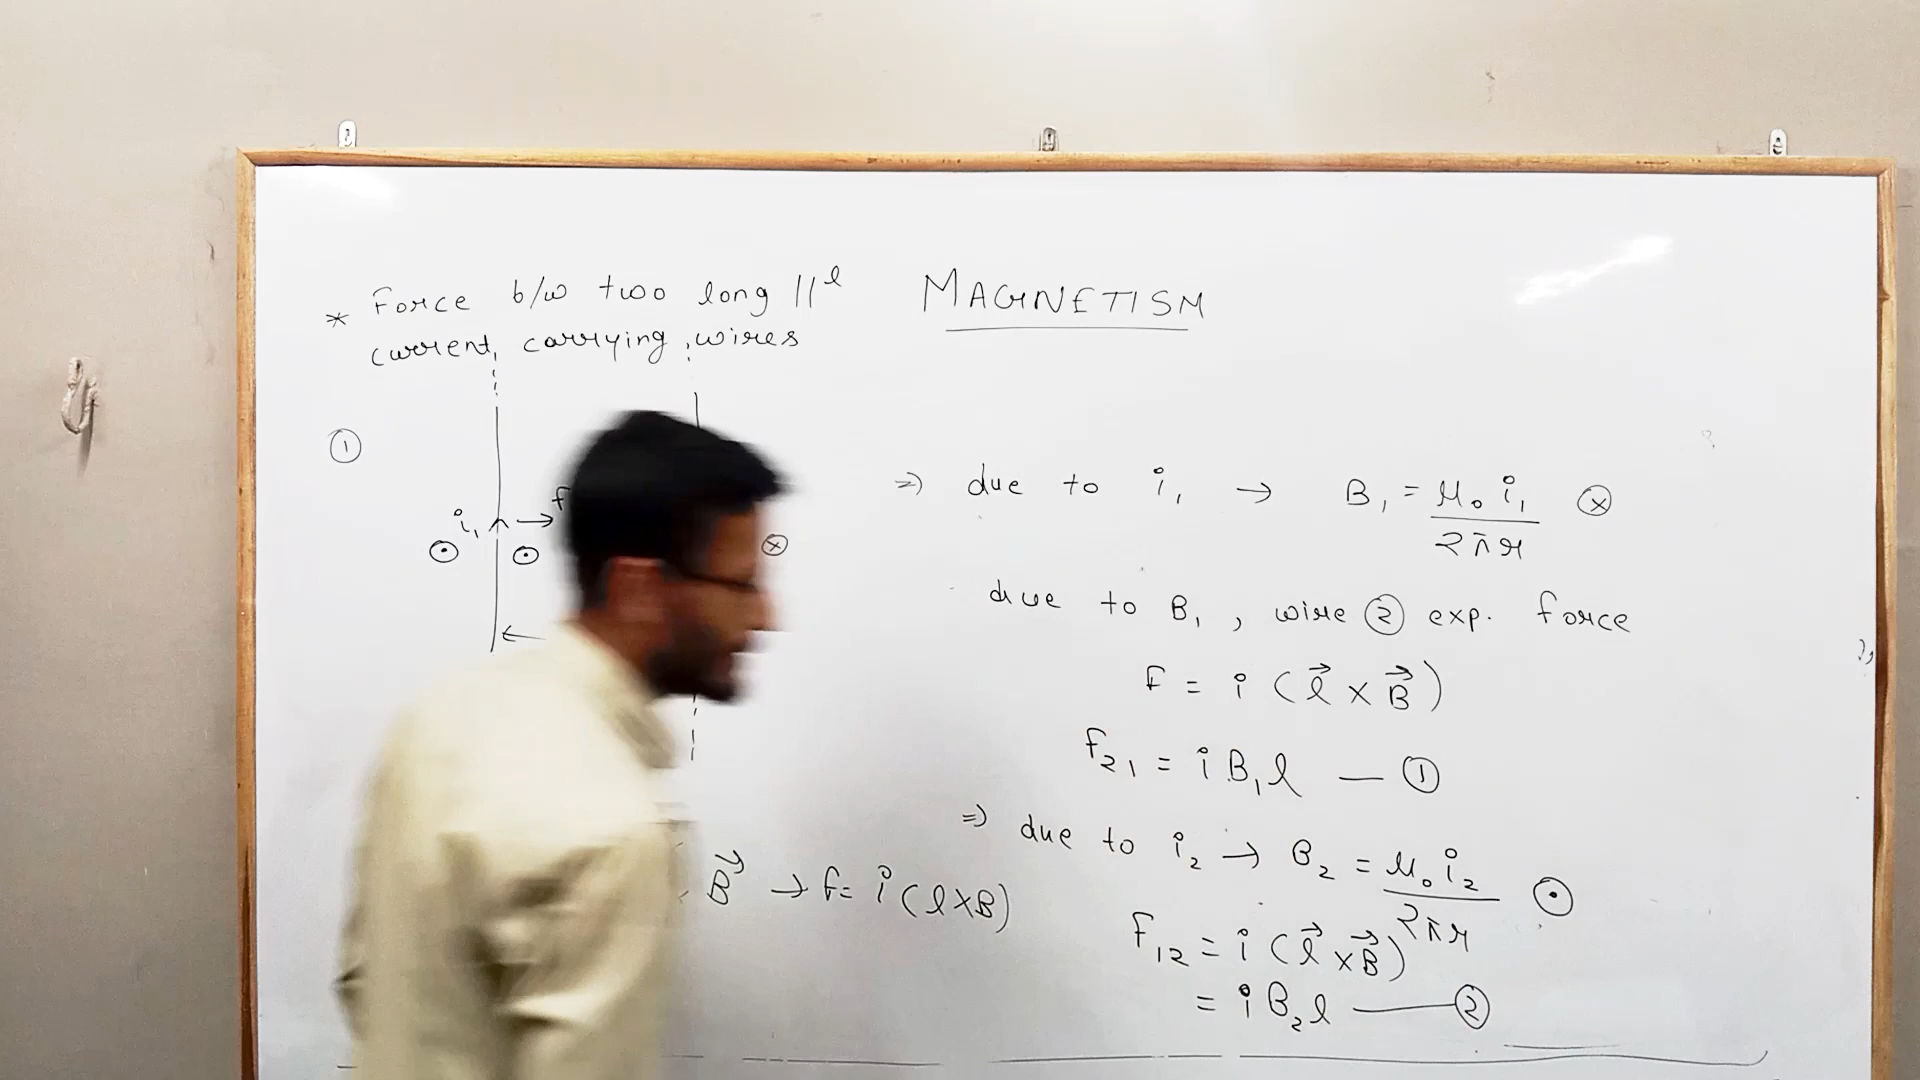 * Force b/w two long ||ˡ
current carrying wires
MAGNETISM
①
i₁ → f
⊙ ⊙ ⊗
⇒ due to i₁ → B₁ = μ₀ i₁ / 2πr ⊗
due to B₁, wire ② exp. force
F = i (l⃗ × B⃗)
F₂₁ = i B₁ l — ①
⇒ due to i₂ → B₂ = μ₀ i₂ / 2πr ⊙
B⃗ → f = i (l × B)
F₁₂ = i (l⃗ × B⃗)
= i B₂ l — ②